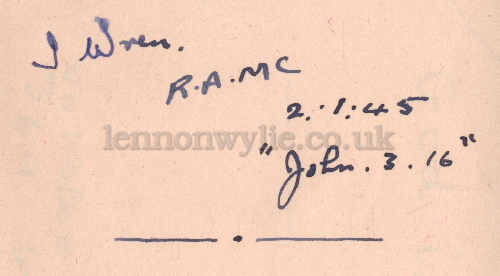 J Wren.
R.A.MC
2.:1:45
lennonwylie.co.uk
"John.3.16"